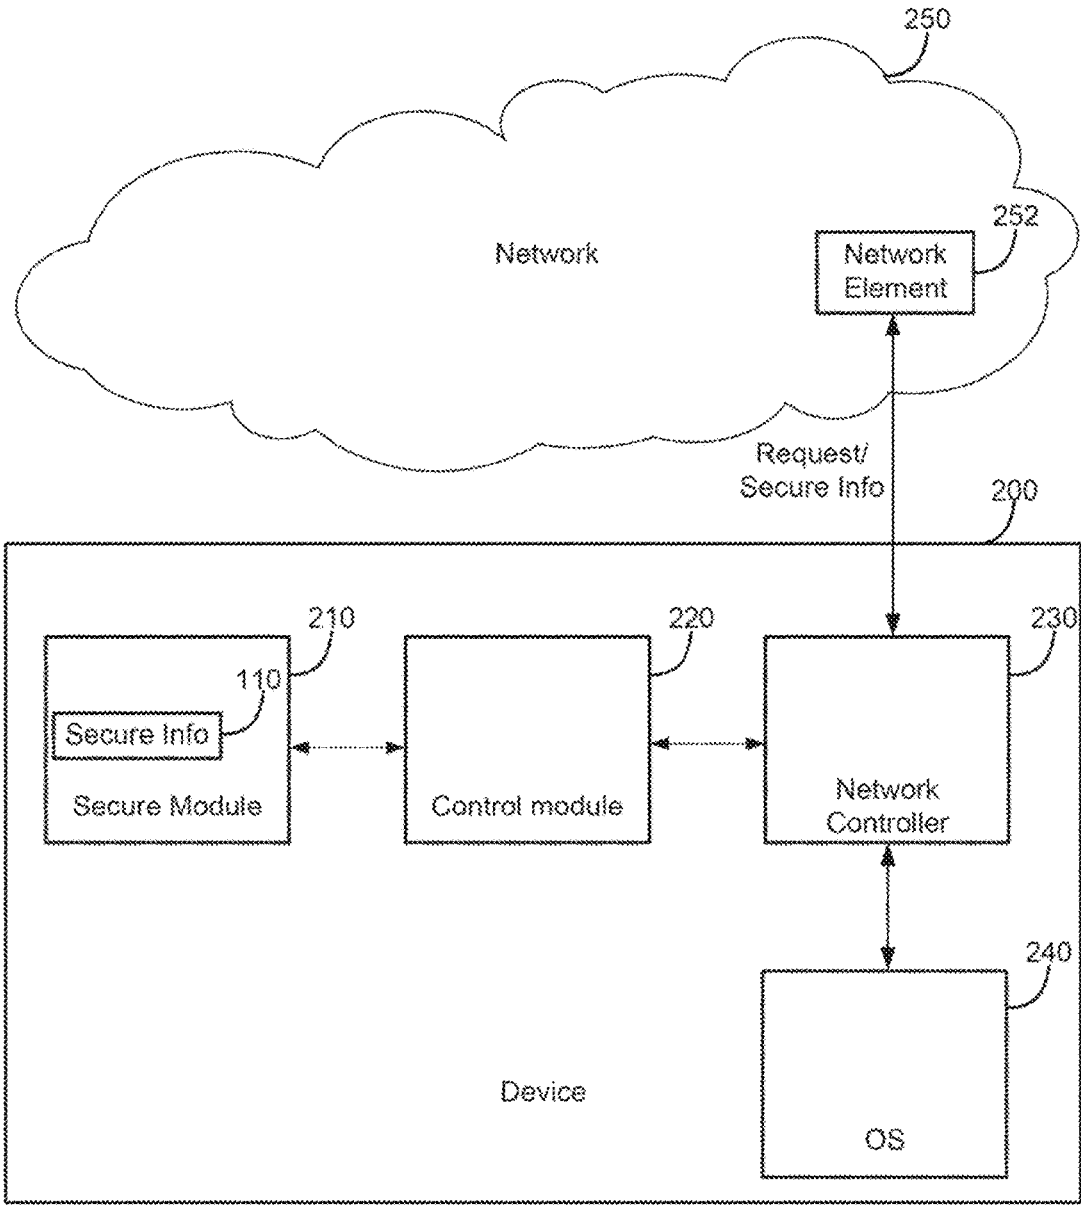 250
Network
252
Network
Element
Request/
Secure Info
200
210
220
230
110
Secure Info
Secure Module
Control module
Network
Controller
240
Device
OS